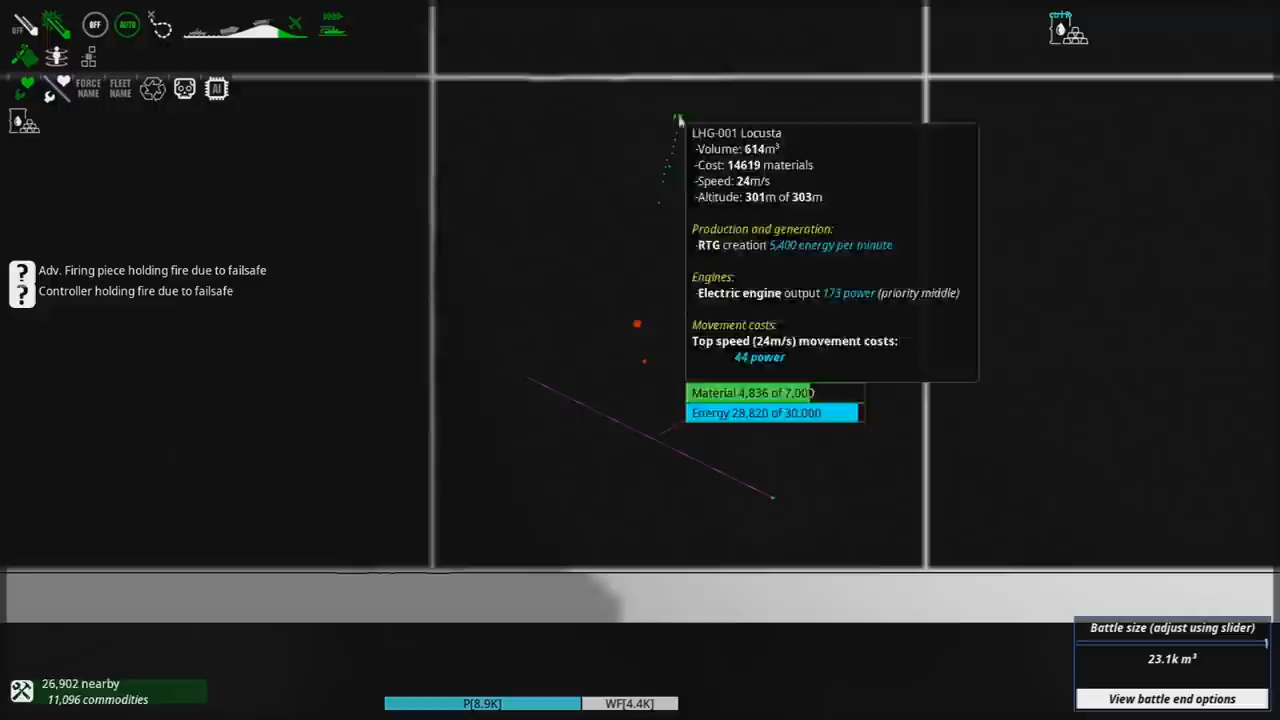 OFF
OFF
AUTO
ctrl R
FORCE NAME
FLEET NAME
AI
LHG-001 Locusta
-Volume: 614m³
-Cost: 14619 materials
-Speed: 24m/s
-Altitude: 301m of 303m
Production and generation:
-RTG creation 5,400 energy per minute
Engines:
-Electric engine output 173 power (priority middle)
Movement costs:
Top speed (24m/s) movement costs:
44 power
Material 4,836 of 7,000
Energy 28,820 of 30,000
? Adv. Firing piece holding fire due to failsafe
? Controller holding fire due to failsafe
Battle size (adjust using slider)
23.1k m³
View battle end options
26,902 nearby
11,096 commodities
P[8.9K]
WF[4.4K]